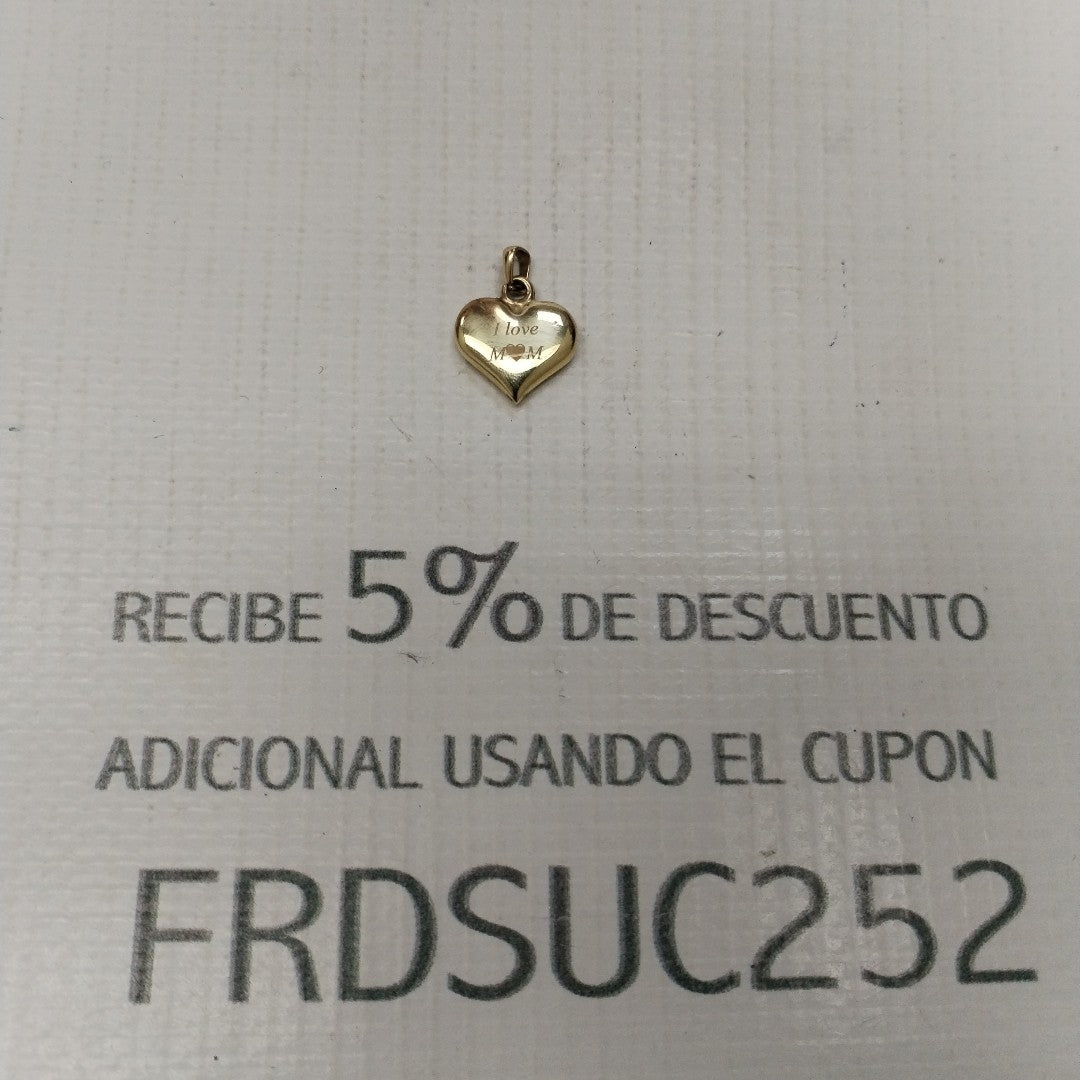 I love
M♥M
RECIBE 5% DE DESCUENTO
ADICIONAL USANDO EL CUPON
FRDSUC252